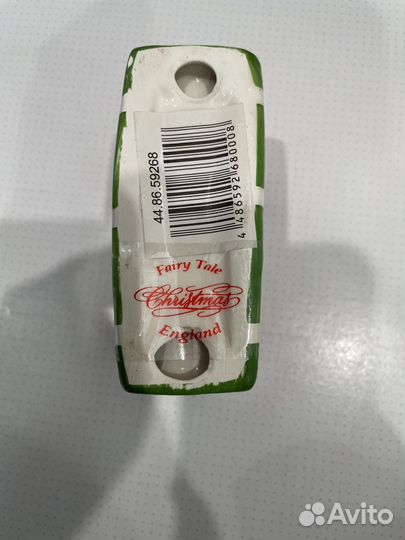 44.86.59268
4 486592 680008
Fairy Tale
Christmas
England
Avito